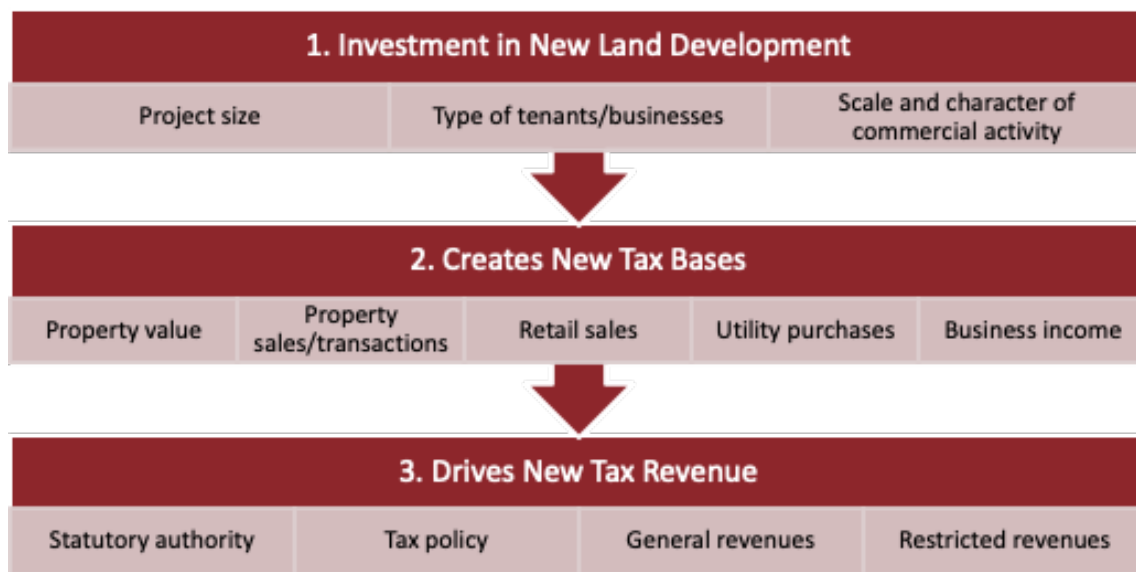 1. Investment in New Land Development
Project size
Type of tenants/businesses
Scale and character of
commercial activity
2. Creates New Tax Bases
Property value
Property
sales/transactions
Retail sales
Utility purchases
Business income
3. Drives New Tax Revenue
Statutory authority
Tax policy
General revenues
Restricted revenues